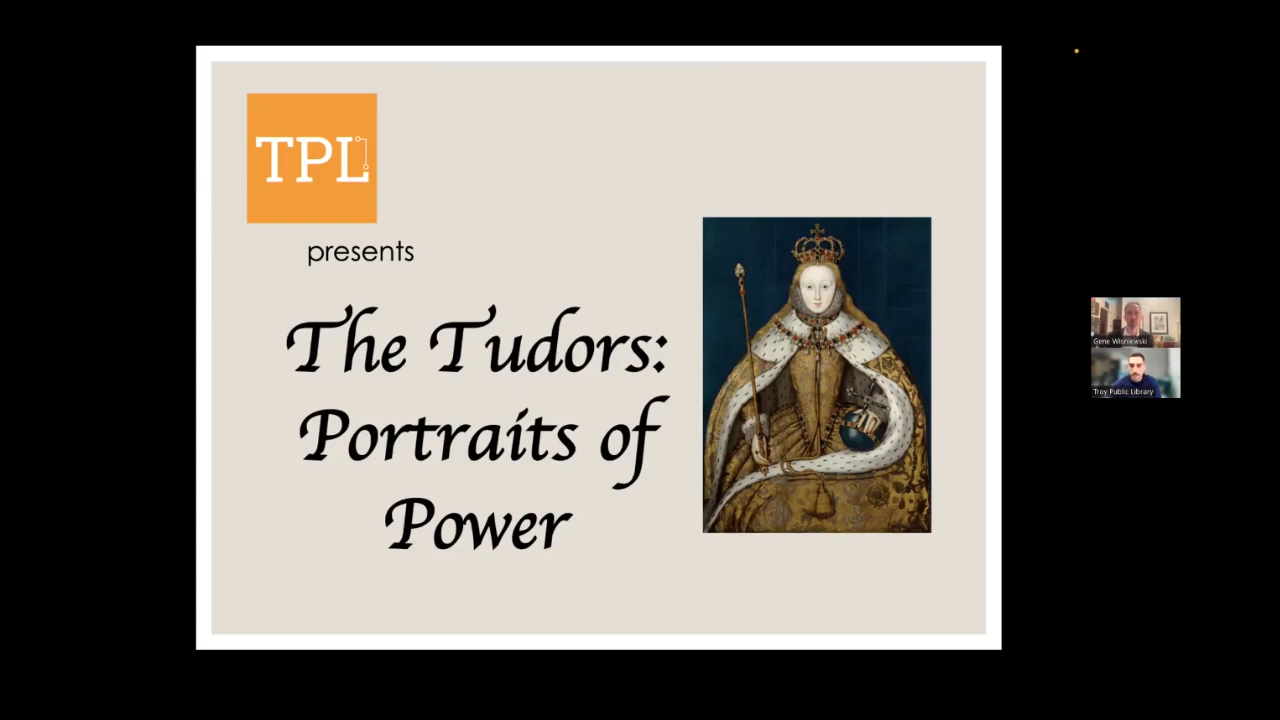 TPL
presents
The Tudors:
Portraits of
Power
Gene Wisniewski
Troy Public Library